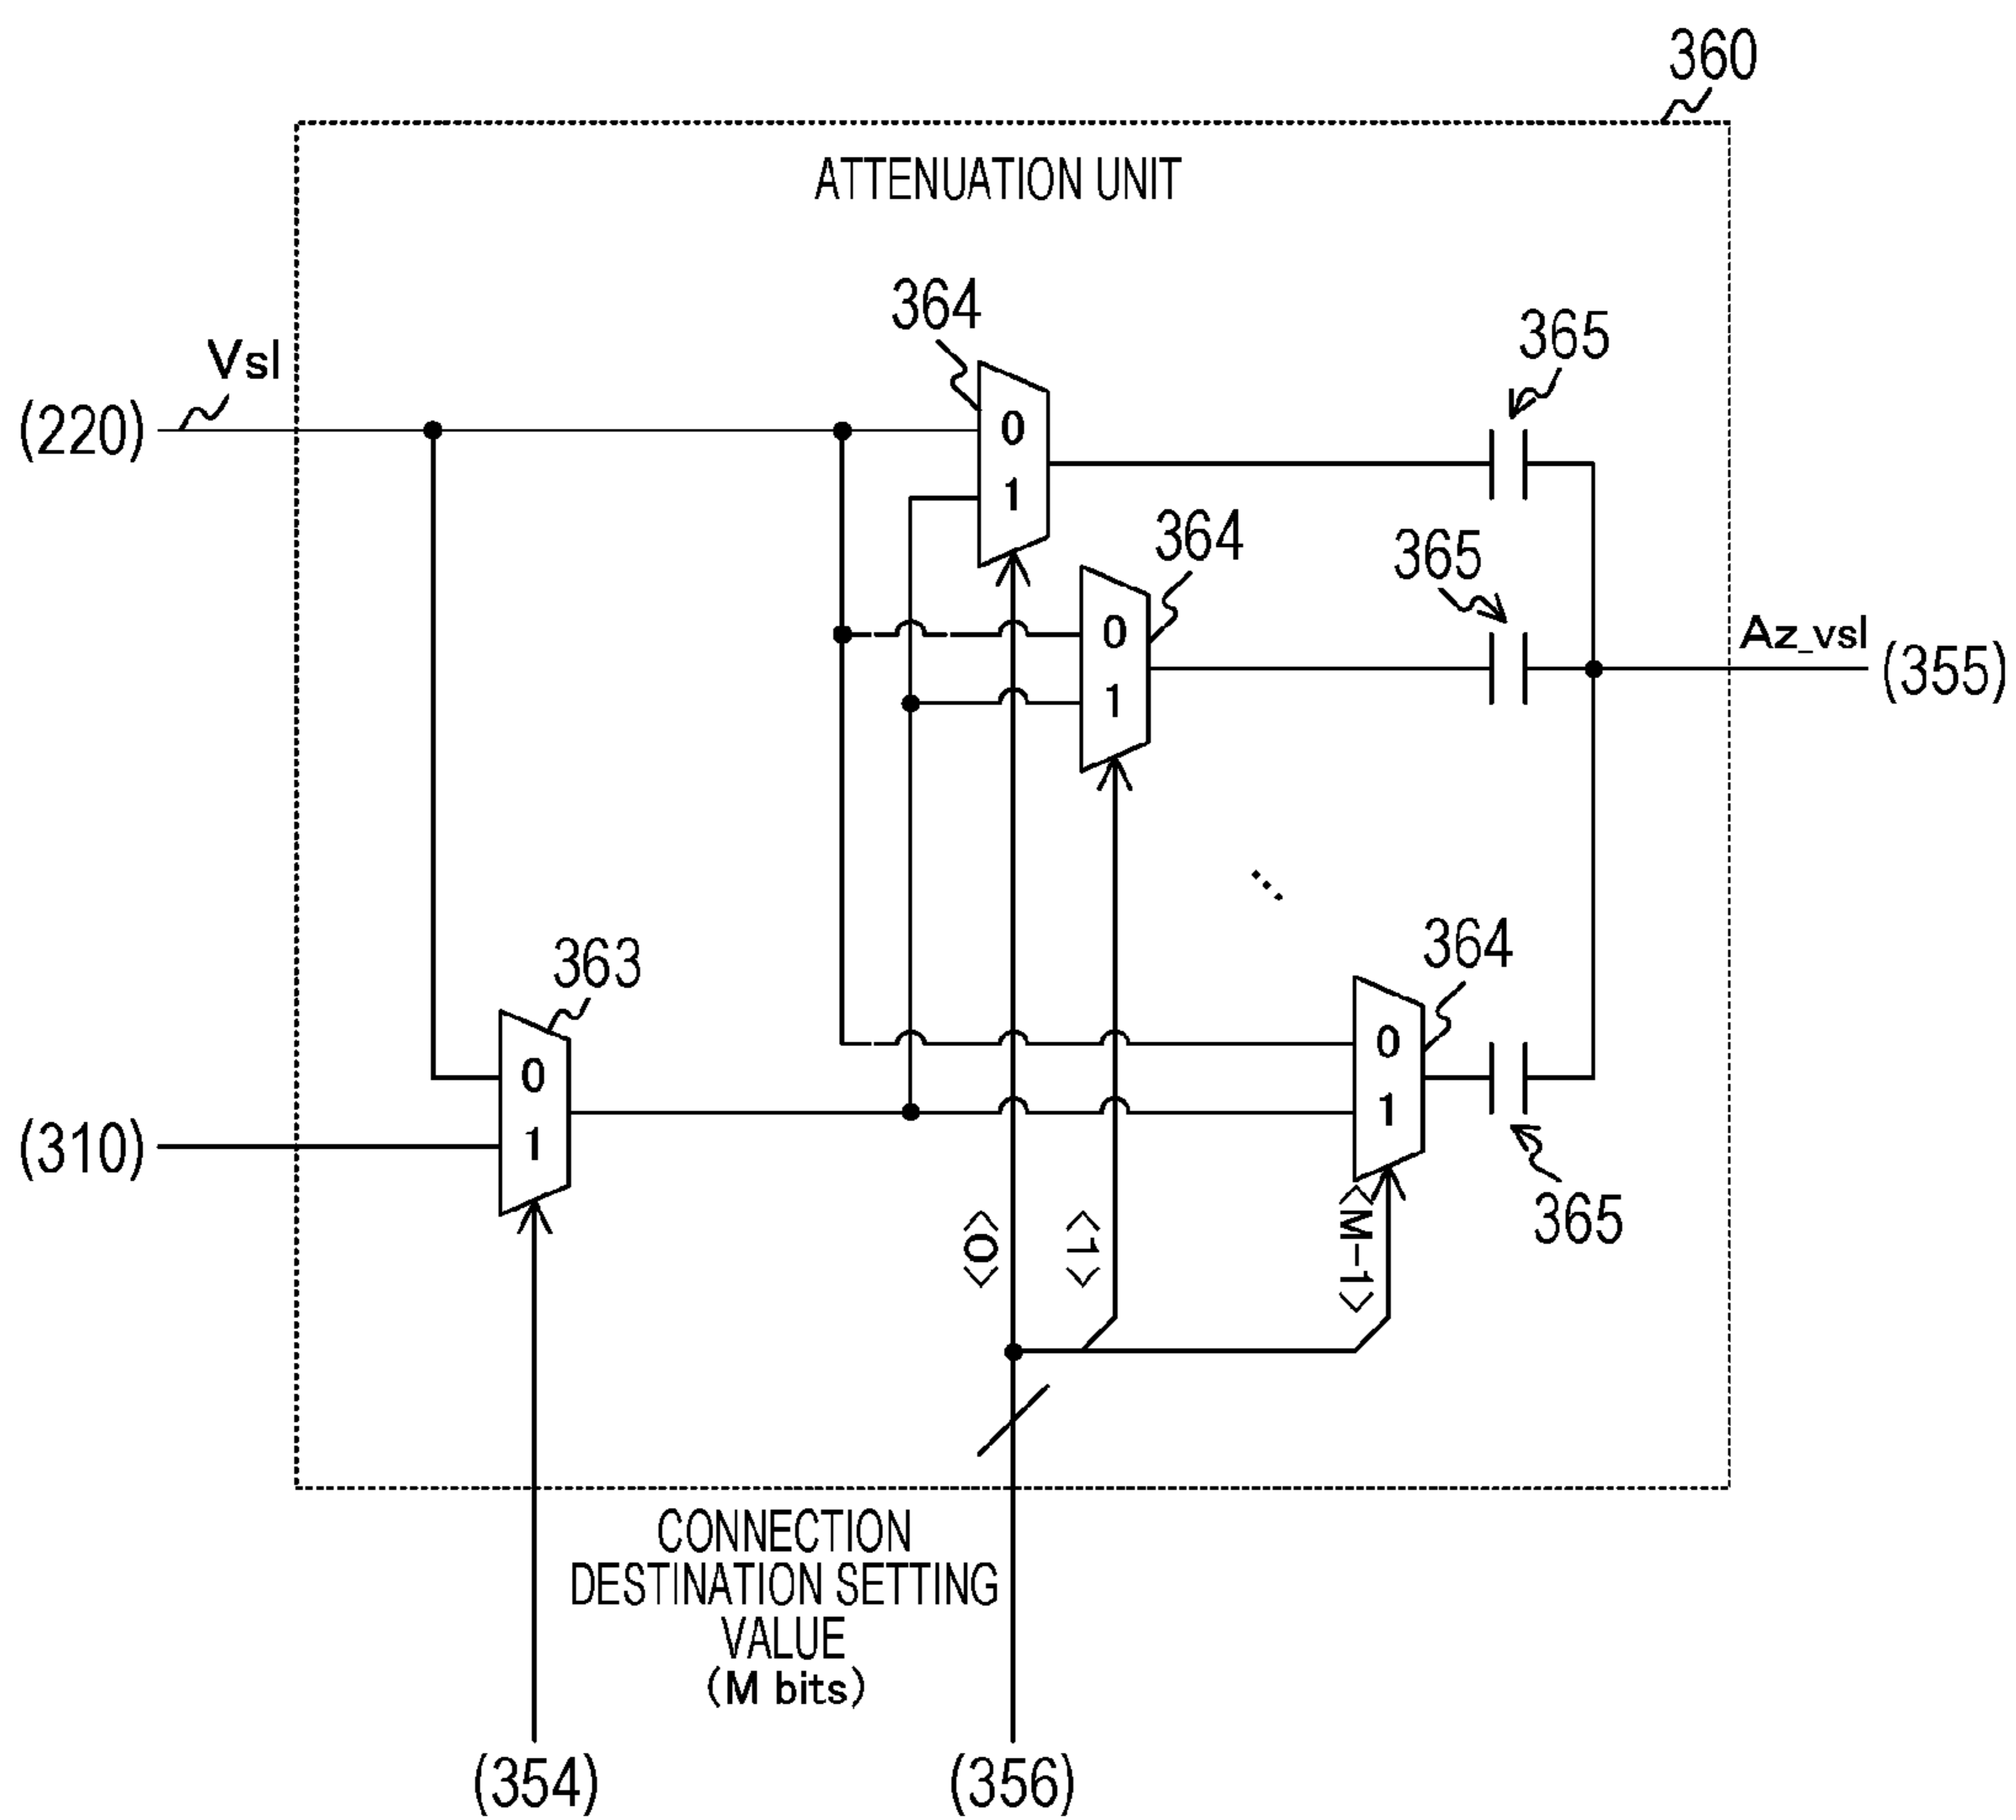 360
ATTENUATION UNIT
364
365
Vsl
(220)
0
1
364
365
0
1
Az_vsl
(355)
363
364
0
1
0
1
(310)
365
<0>
<1>
<M-1>
CONNECTION
DESTINATION SETTING
VALUE
(M bits)
(354)
(356)